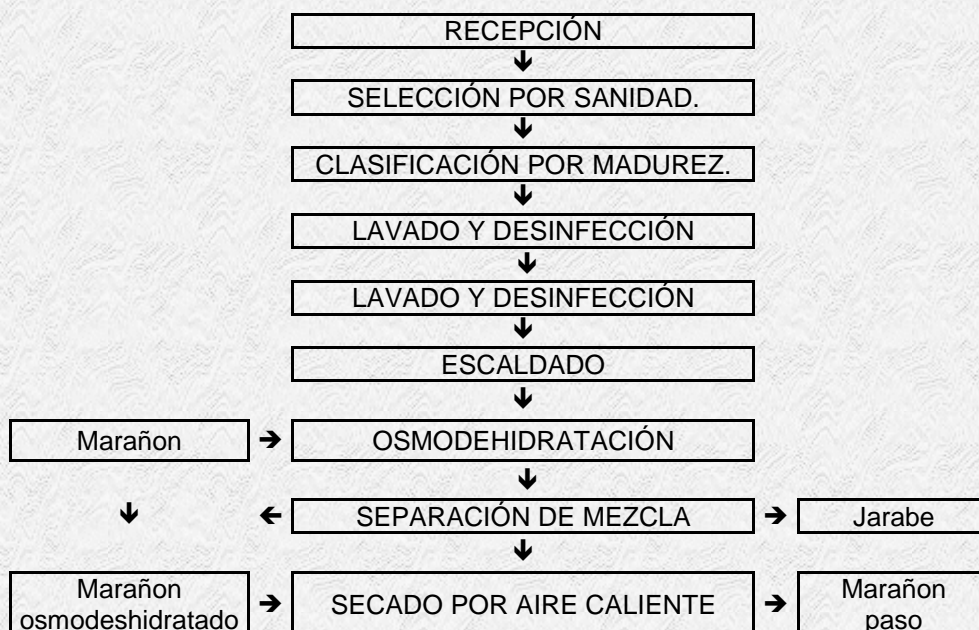 RECEPCIÓN
SELECCIÓN POR SANIDAD.
CLASIFICACIÓN POR MADUREZ.
LAVADO Y DESINFECCIÓN
LAVADO Y DESINFECCIÓN
ESCALDADO
Marañon
OSMODEHIDRATACIÓN
SEPARACIÓN DE MEZCLA
Jarabe
Marañon
osmodeshidratado
SECADO POR AIRE CALIENTE
Marañon
paso